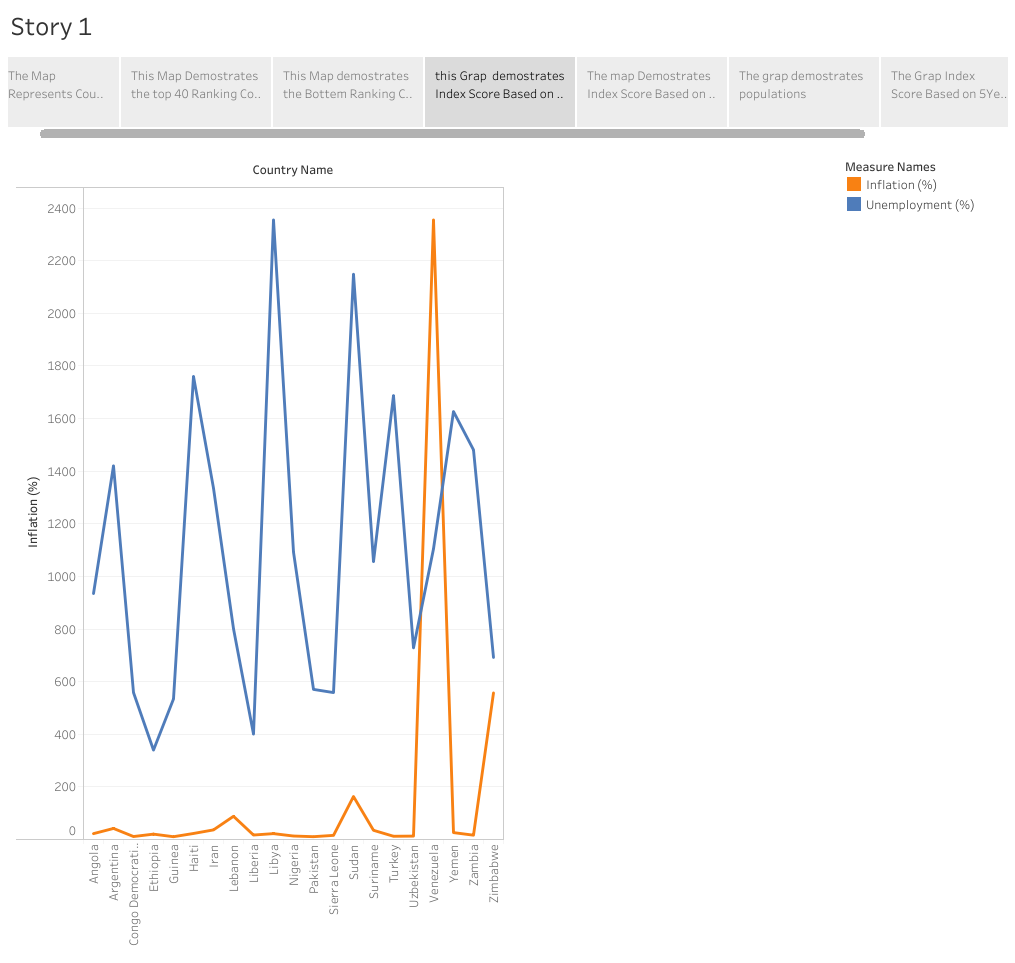 Story 1
The Map
Represents Cou..
This Map Demostrates
the top 40 Ranking Co..
This Map demostrates
the Bottem Ranking C..
this Grap  demostrates
Index Score Based on ..
The map Demostrates
Index Score Based on ..
The grap demostrates
populations
The Grap Index
Score Based on 5Ye..
Country Name
Measure Names
Inflation (%)
Unemployment (%)
2400
2200
2000
1800
1600
1400
1200
1000
800
600
400
200
0
Inflation (%)
Angola
Argentina
Congo Democrati..
Ethiopia
Guinea
Haiti
Iran
Lebanon
Liberia
Libya
Nigeria
Pakistan
Sierra Leone
Sudan
Suriname
Turkey
Uzbekistan
Venezuela
Yemen
Zambia
Zimbabwe